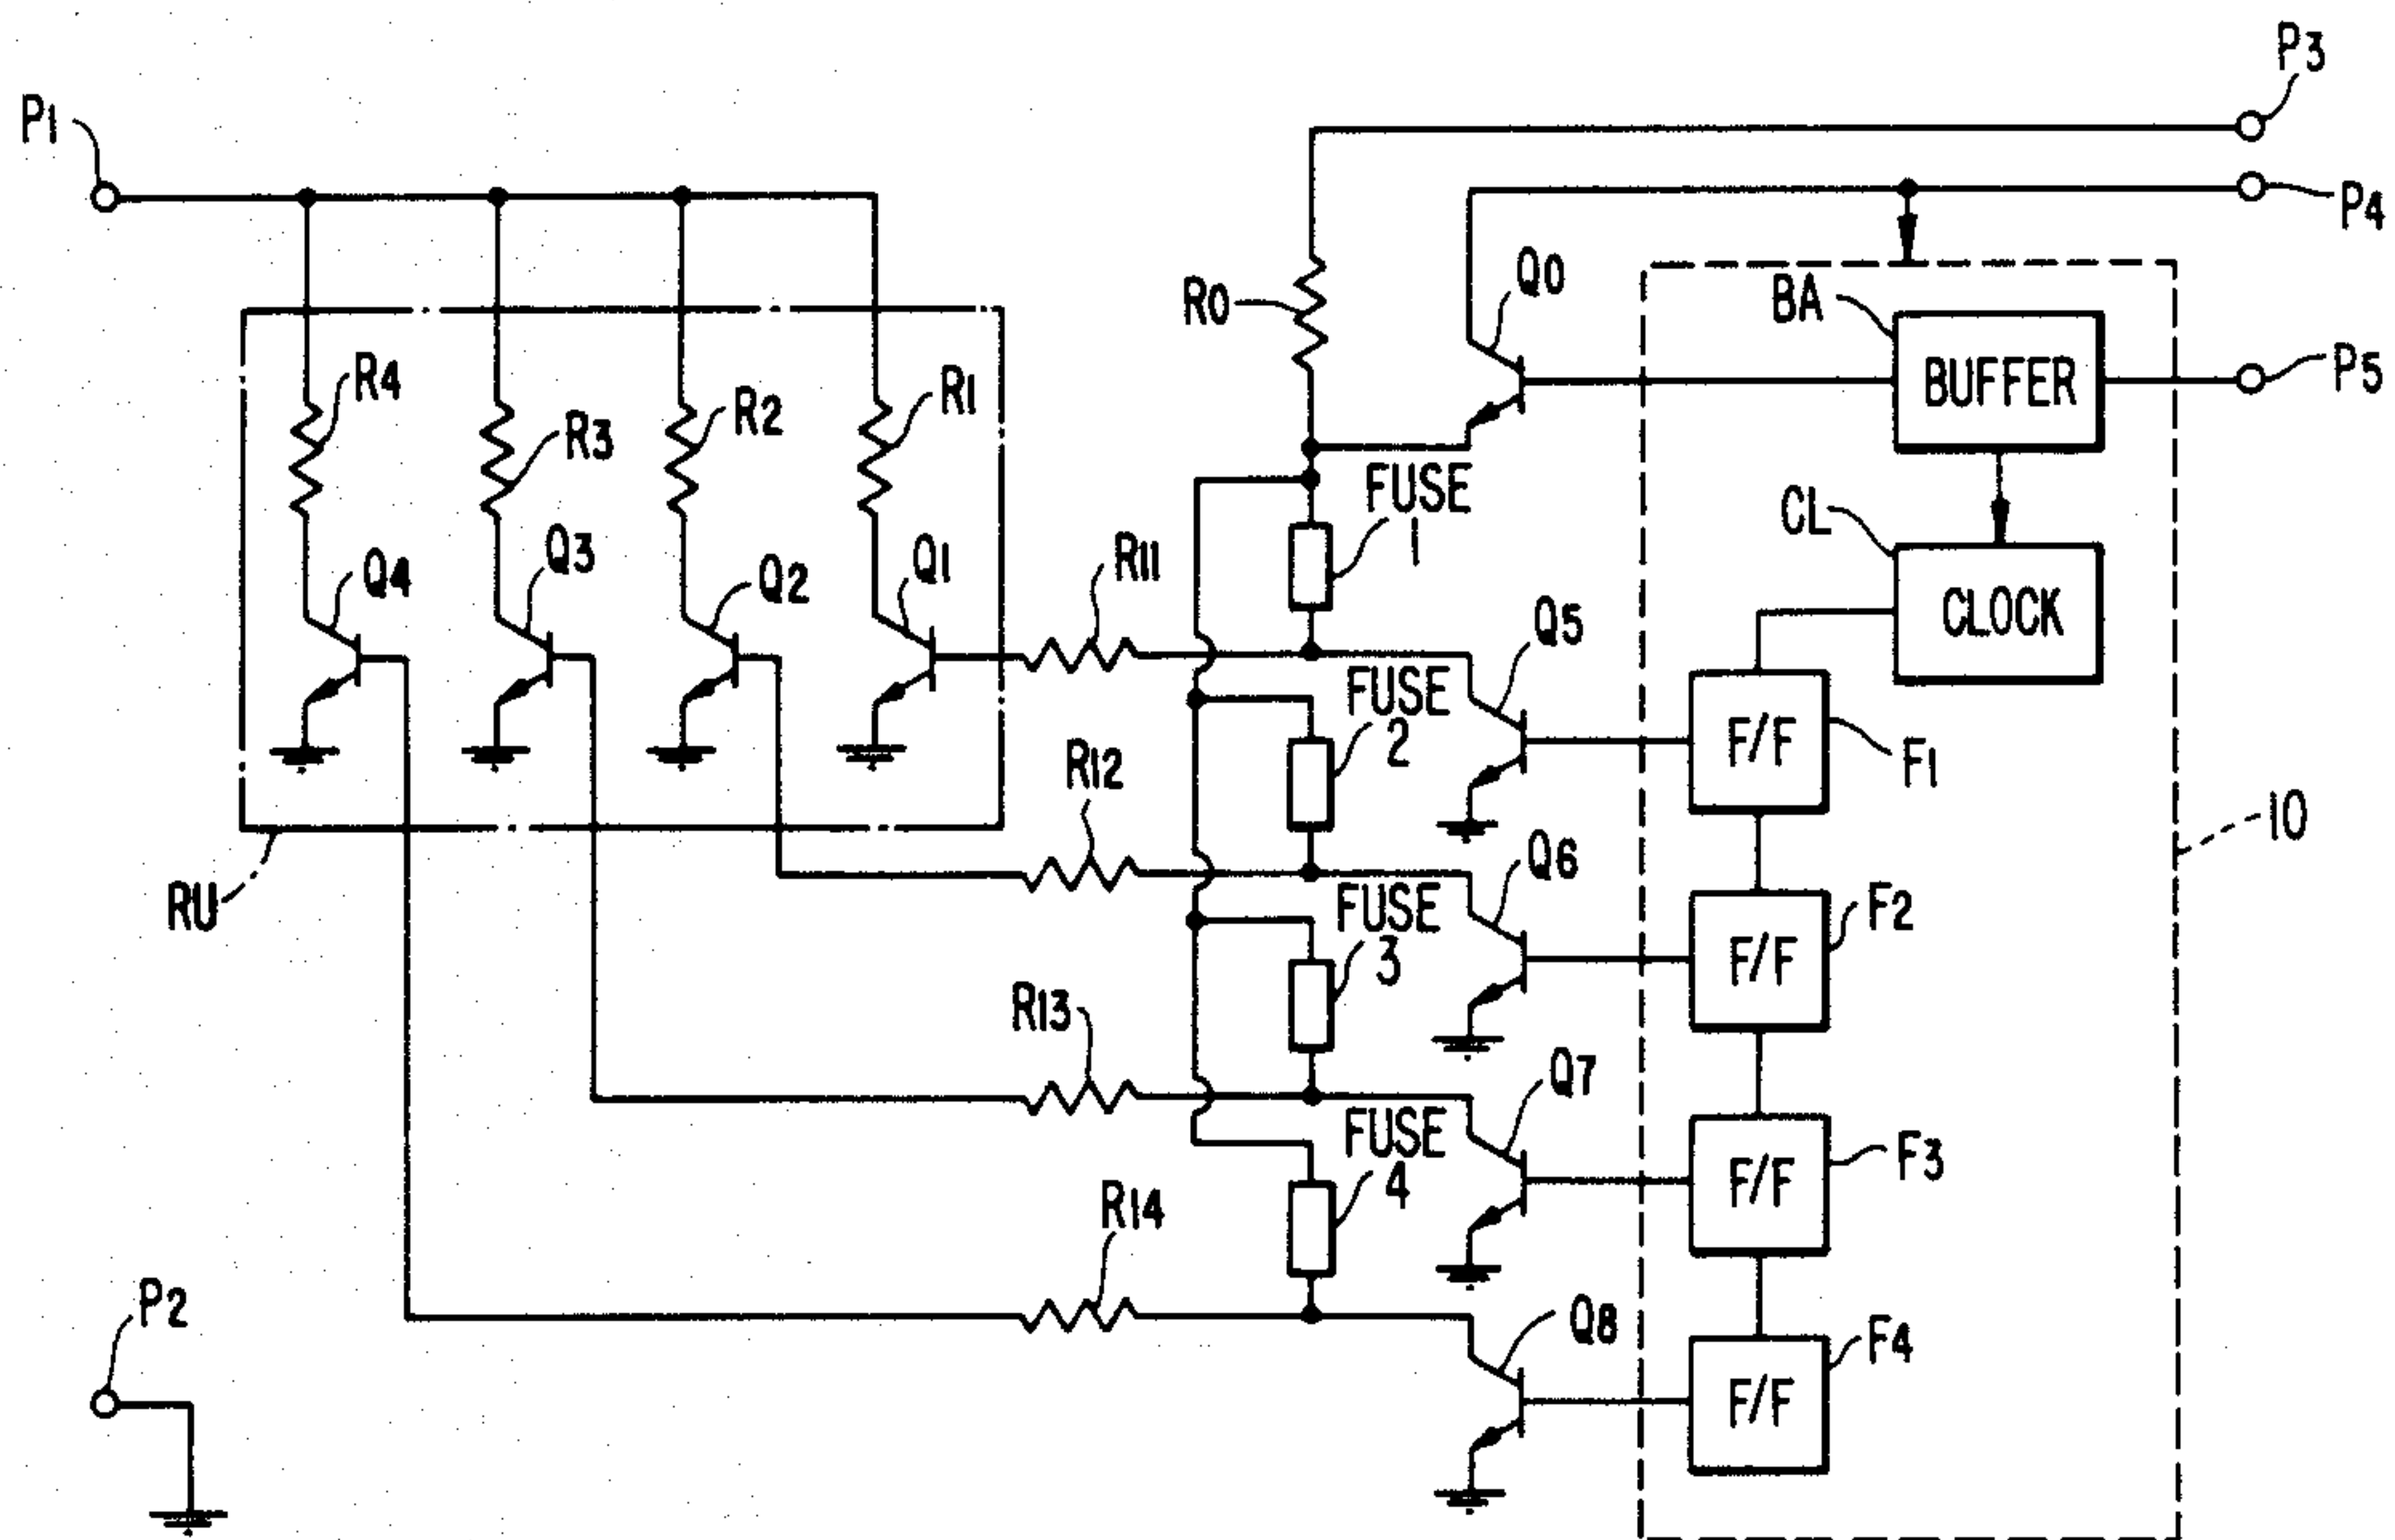 P3
P1
P4
Q0
R0
BA
BUFFER
P5
R4
R3
R2
R1
FUSE
1
CL
CLOCK
Q4
Q3
Q2
Q1
R11
Q5
FUSE
2
F/F
F1
R12
10
RU
Q6
FUSE
3
F/F
F2
R13
Q7
FUSE
4
F/F
F3
R14
P2
Q8
F/F
F4